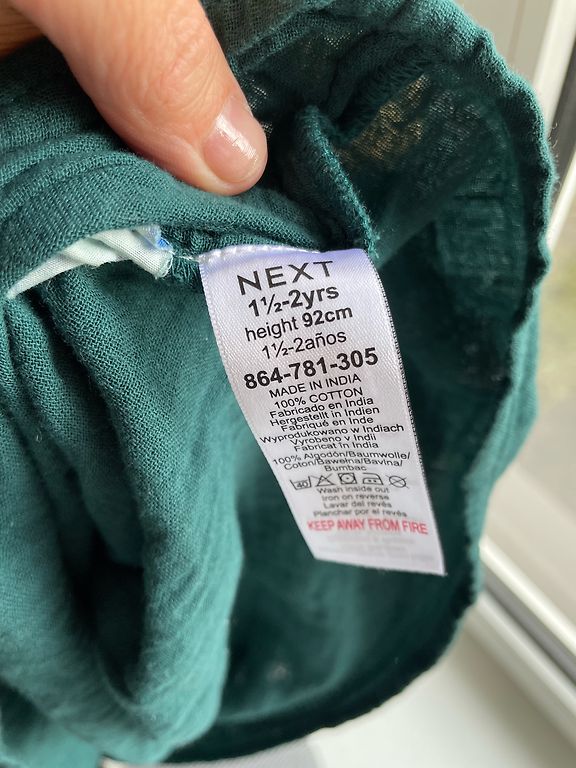 NEXT
1½-2yrs
height 92cm
1½-2años
864-781-305
MADE IN INDIA
100% COTTON
Fabricado en India
Hergestellt in Indien
Fabriqué en Inde
Wyprodukowano w Indiach
Vyrobeno v Indii
Fabricat în India
100% Algodón/Baumwolle/
Coton/Bawełna/Bavlna/
Bumbac
40
Wash inside out
Iron on reverse
Lavar del revés
Planchar por el revés
KEEP AWAY FROM FIRE